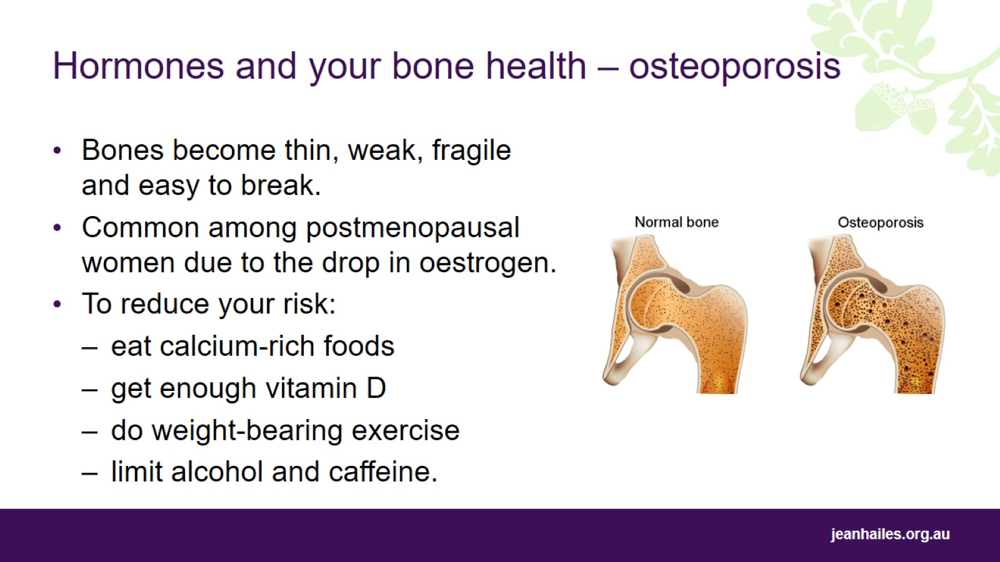 Hormones and your bone health – osteoporosis
• Bones become thin, weak, fragile
and easy to break.
• Common among postmenopausal
women due to the drop in oestrogen.
• To reduce your risk:
– eat calcium-rich foods
– get enough vitamin D
– do weight-bearing exercise
– limit alcohol and caffeine.
Normal bone
Osteoporosis
jeanhailes.org.au